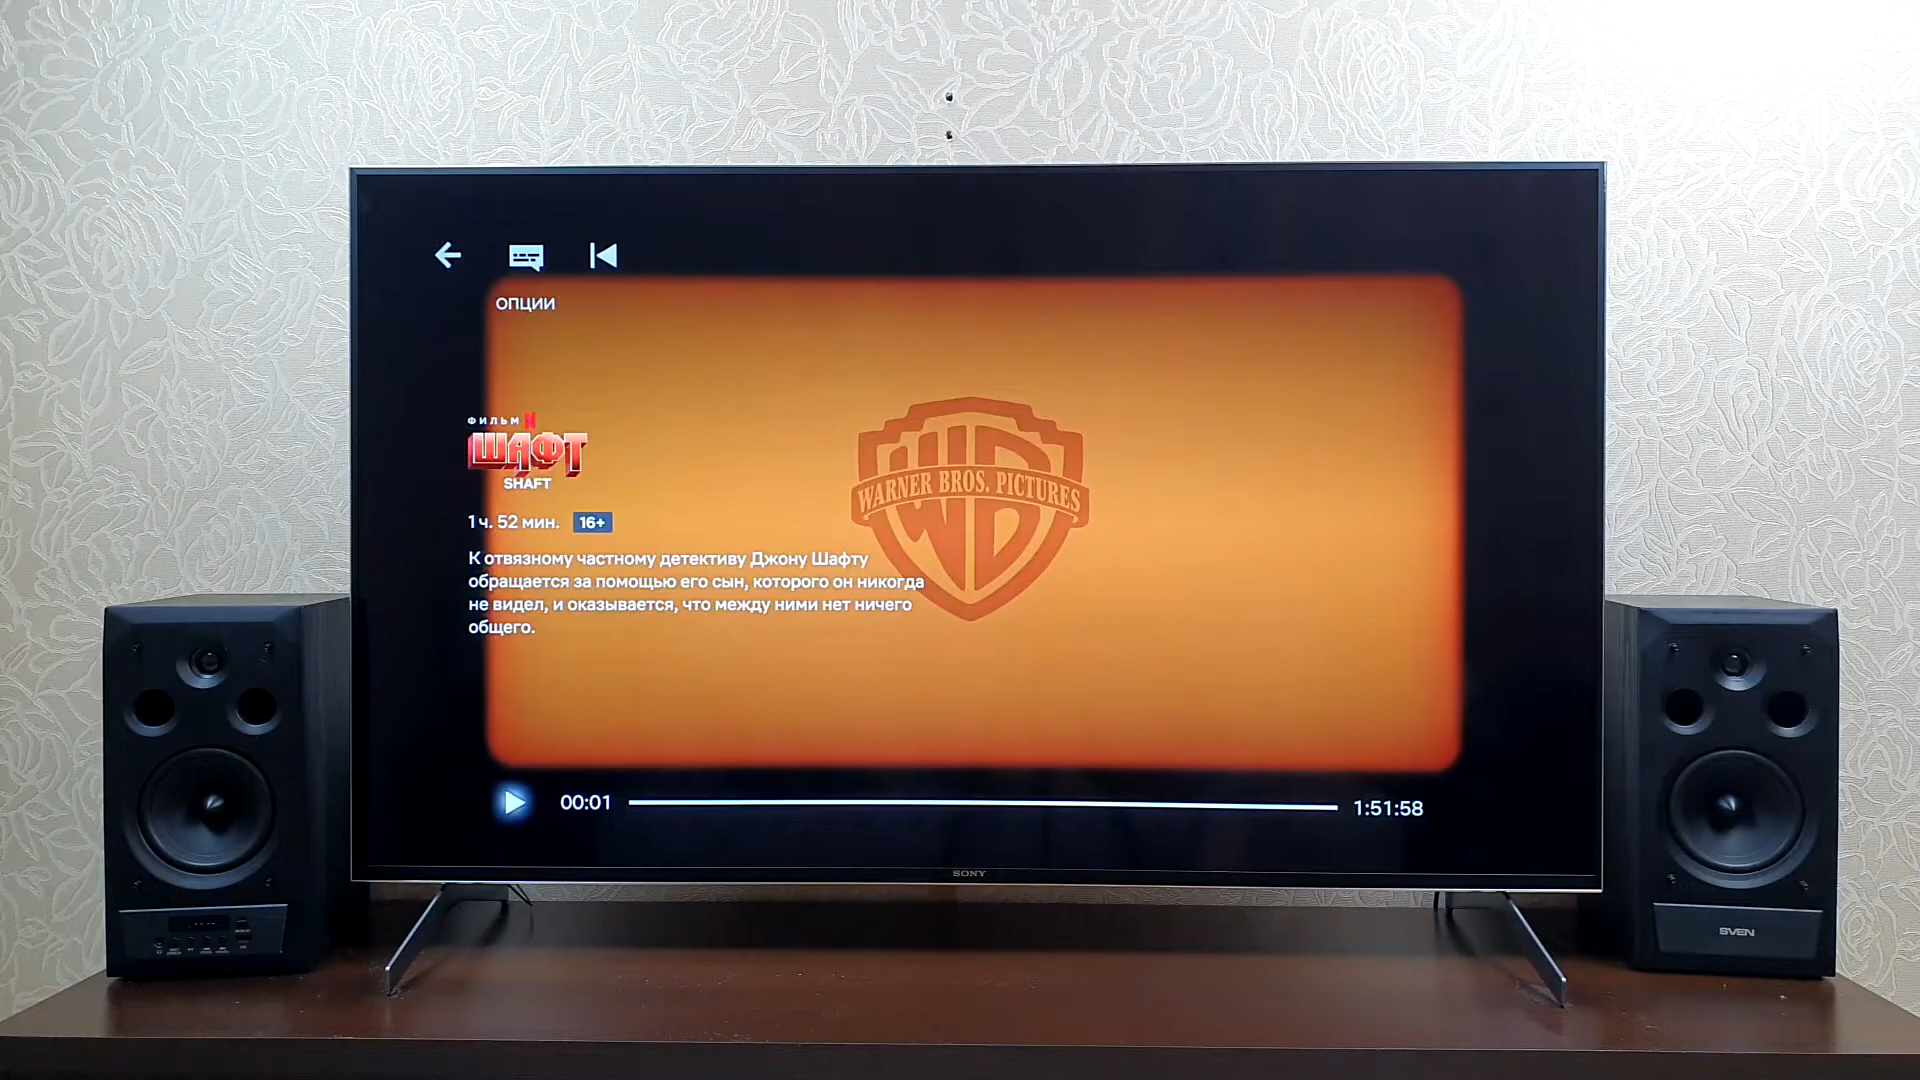 ОПЦИИ
ФИЛЬМ N
ШАФТ
SHAFT
1 ч. 52 мин. 16+
К отвязному частному детективу Джону Шафту
обращается за помощью его сын, которого он никогда
не видел, и оказывается, что между ними нет ничего
общего.
WB
WARNER BROS. PICTURES
00:01 1:51:58
SONY
SVEN